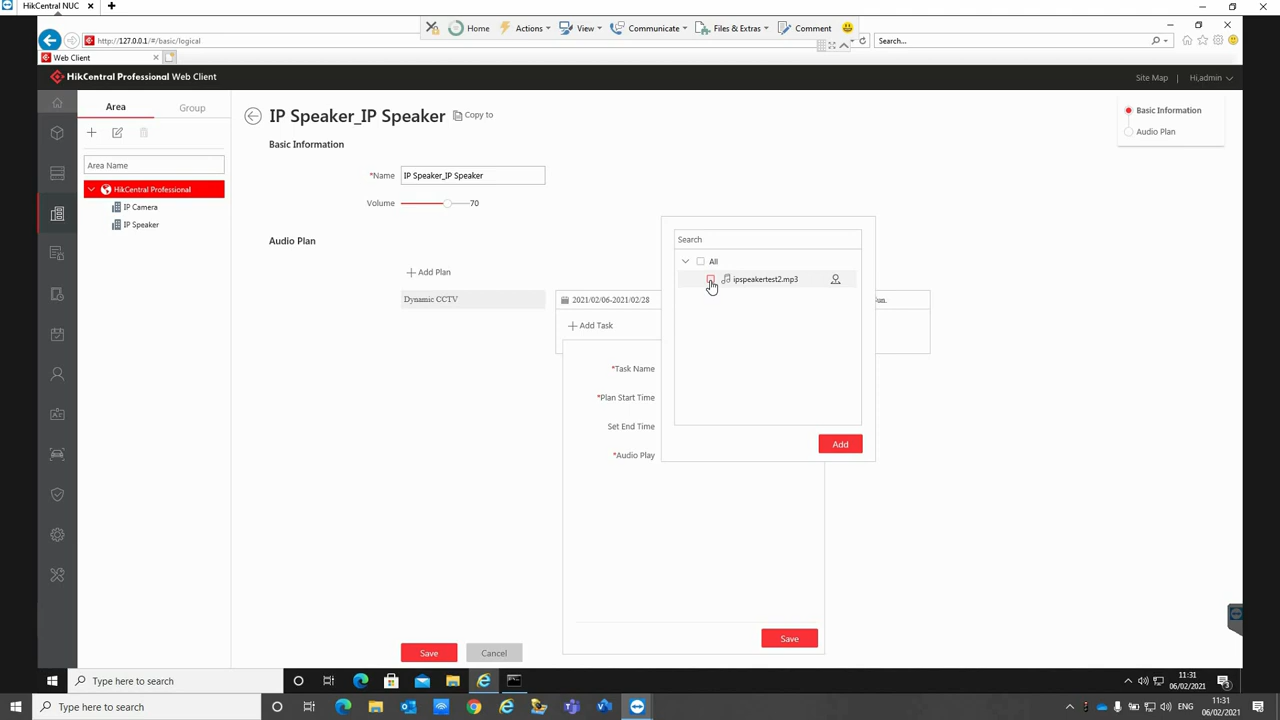 HikCentral NUC
http://127.0.0.1/#/basic/logical
Home
Actions
View
Communicate
Files & Extras
Comment
Search...
Web Client
HikCentral Professional Web Client
Site Map
Hi,admin
Area
Group
Area Name
HikCentral Professional
IP Camera
IP Speaker
IP Speaker_IP Speaker
Copy to
Basic Information
Audio Plan
Basic Information
*Name
IP Speaker_IP Speaker
Volume
70
Audio Plan
Add Plan
Dynamic CCTV
2021/02/06-2021/02/28
Add Task
*Task Name
*Plan Start Time
Set End Time
*Audio Play
Save
Search
All
ipspeakertest2.mp3
Add
Save
Cancel
Type here to search
11:31
06/02/2021
Type here to search
ENG
11:31
06/02/2021